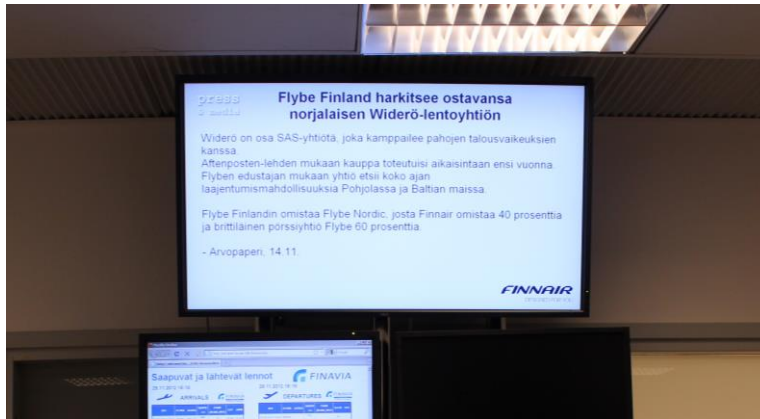 press
& media
Flybe Finland harkitsee ostavansa
norjalaisen Widerö-lentoyhtiön
Widerö on osa SAS-yhtiötä, joka kamppailee pahojen talousvaikeuksien
kanssa.
Aftenposten-lehden mukaan kauppa toteutuisi aikaisintaan ensi vuonna.
Flyben edustajan mukaan yhtiö etsii koko ajan
laajentumismahdollisuuksia Pohjolassa ja Baltian maissa.
Flybe Finlandin omistaa Flybe Nordic, josta Finnair omistaa 40 prosenttia
ja brittiläinen pörssiyhtiö Flybe 60 prosenttia.
- Arvopaperi, 14.11.
FINNAIR
Saapuvat ja lähtevät lennot
FINAVIA
ARRIVALS
DEPARTURES